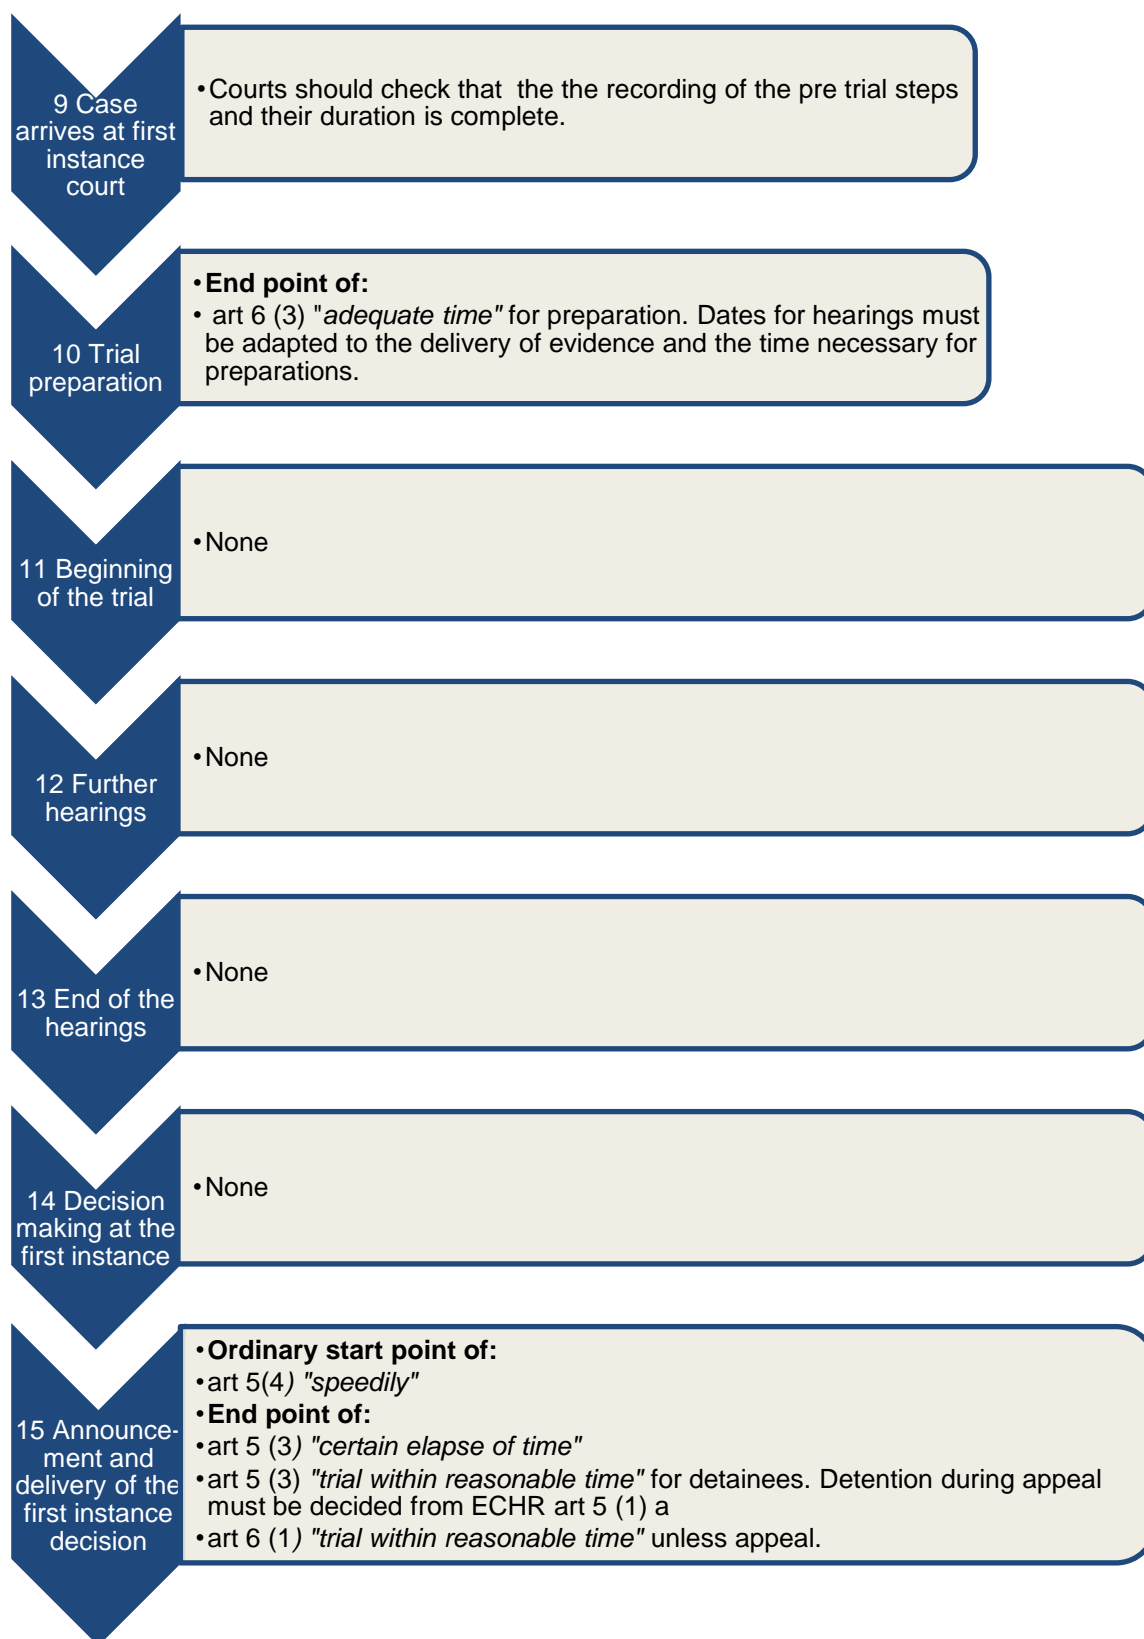 9 Case
arrives at first
instance
court
•Courts should check that  the the recording of the pre trial steps
and their duration is complete.
10 Trial
preparation
•End point of:
• art 6 (3) "adequate time" for preparation. Dates for hearings must
be adapted to the delivery of evidence and the time necessary for
preparations.
11 Beginning
of the trial
•None
12 Further
hearings
•None
13 End of the
hearings
•None
14 Decision
making at the
first instance
•None
15 Announce-
ment and
delivery of the
first instance
decision
•Ordinary start point of:
•art 5(4) "speedily"
•End point of:
•art 5 (3) "certain elapse of time"
•art 5 (3) "trial within reasonable time" for detainees. Detention during appeal
must be decided from ECHR art 5 (1) a
•art 6 (1) "trial within reasonable time" unless appeal.